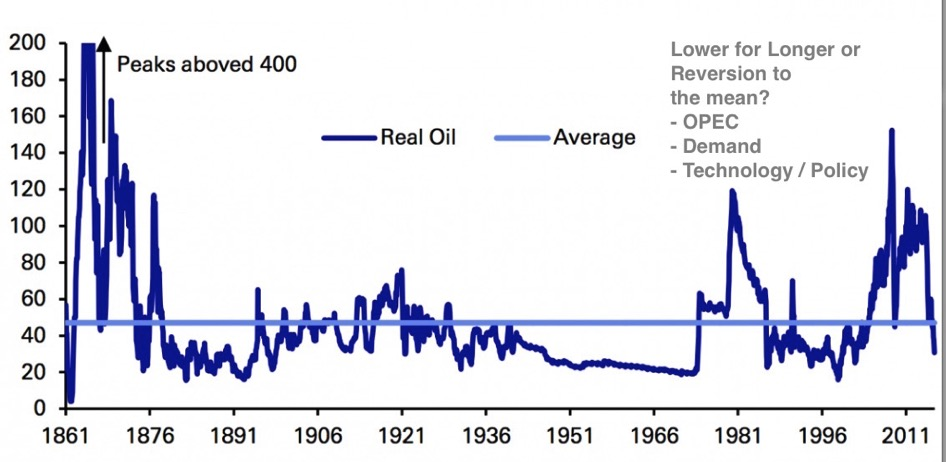 200
180
160
140
120
100
80
60
40
20
0
Peaks aboved 400
Real Oil
Average
Lower for Longer or
Reversion to
the mean?
- OPEC
- Demand
- Technology / Policy
1861 1876 1891 1906 1921 1936 1951 1966 1981 1996 2011